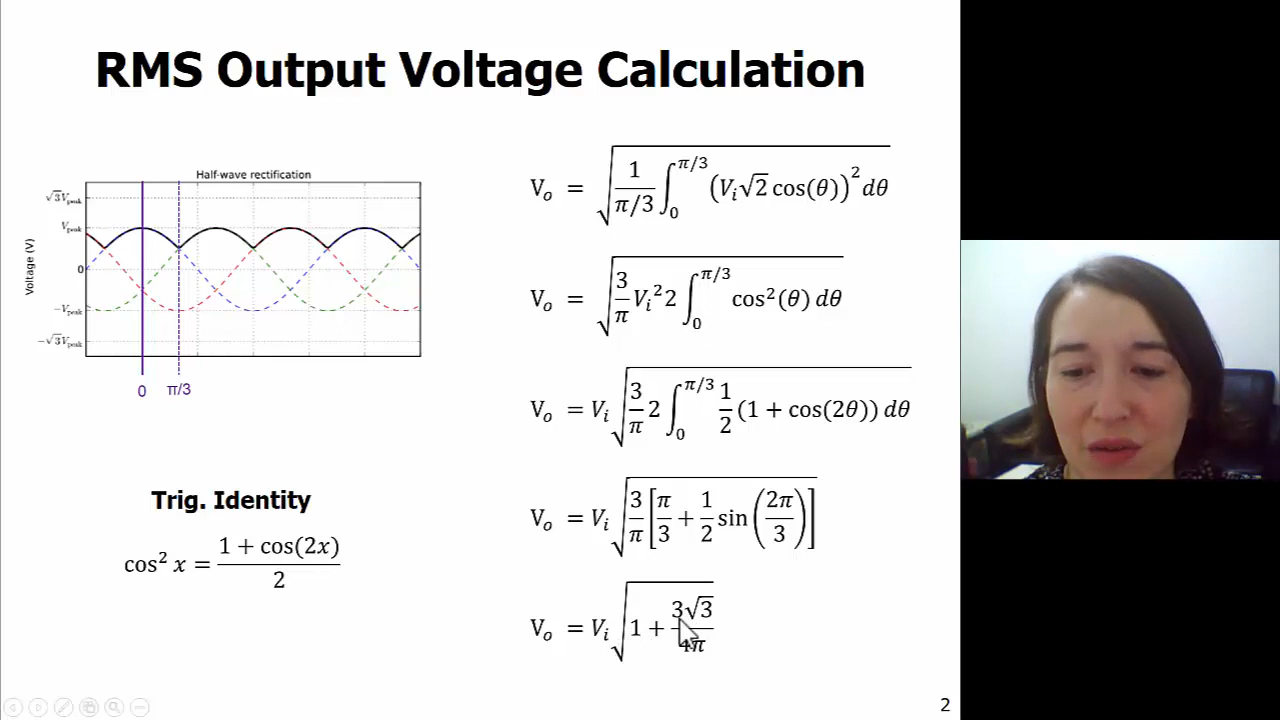 RMS Output Voltage Calculation
Half-wave rectification
√3V_peak
V_peak
0
−V_peak
−√3V_peak
Voltage (V)
0 π/3
Trig. Identity
cos² x = (1 + cos(2x))/2
V_o = √(1/(π/3) ∫_0^{π/3} (V_i√2 cos(θ))² dθ)
V_o = √(3/π V_i² 2 ∫_0^{π/3} cos²(θ) dθ)
V_o = V_i √(3/π 2 ∫_0^{π/3} 1/2 (1 + cos(2θ)) dθ)
V_o = V_i √(3/π [π/3 + 1/2 sin(2π/3)])
V_o = V_i √(1 + 3√3/4π)
2